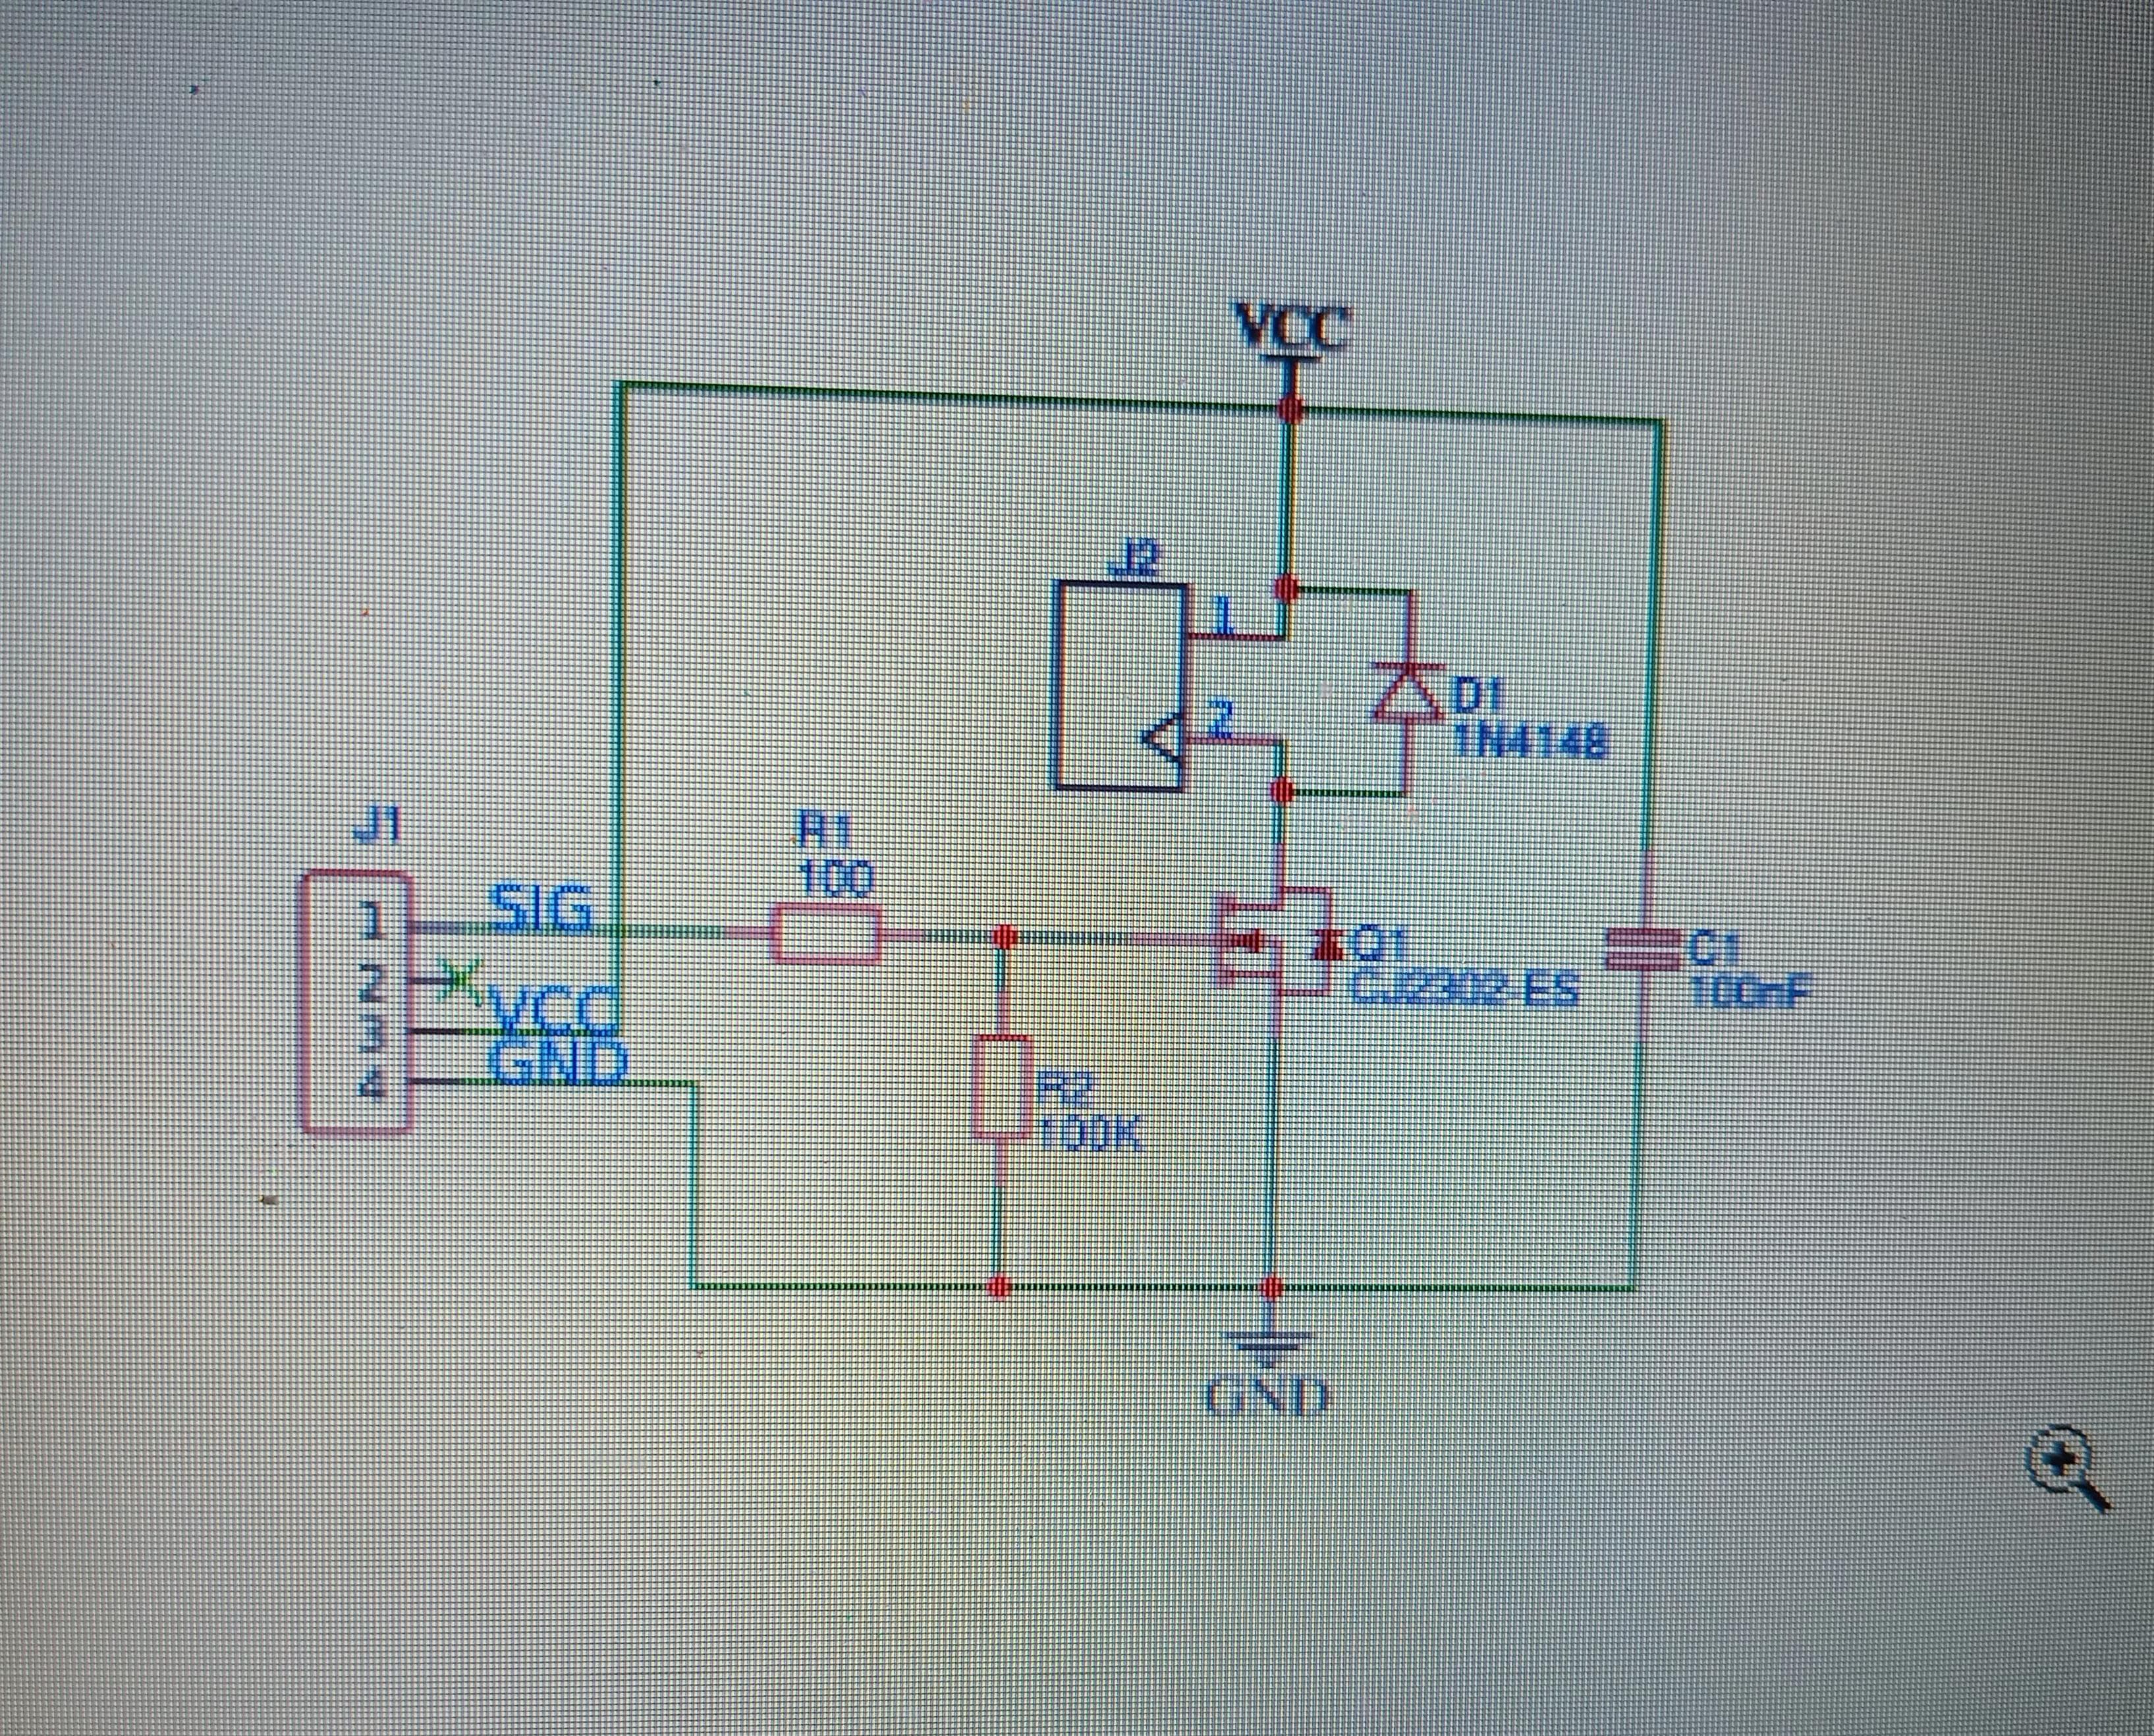 VCC
J2
1
2
D1
1N4148
J1
R1
100
1
SIG
2
VCC
3
GND
4
Q1
CJ2302-ES
C1
100nF
R2
100K
GND